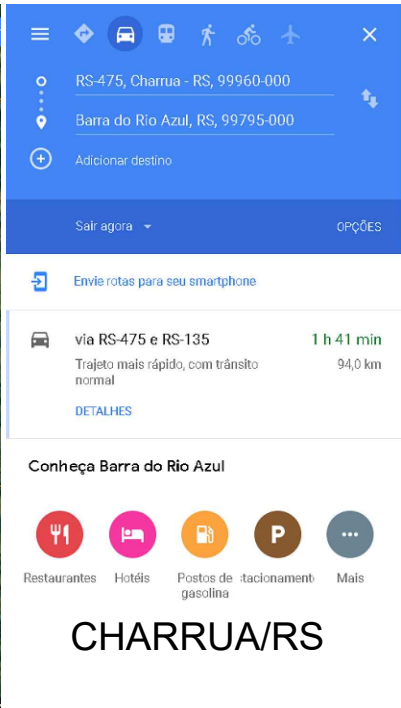 RS-475, Charrua - RS, 99960-000
Barra do Rio Azul, RS, 99795-000
Adicionar destino
Sair agora
OPÇÕES
Envie rotas para seu smartphone
via RS-475 e RS-135 1 h 41 min
Trajeto mais rápido, com trânsito 94,0 km
normal
DETALHES
Conheça Barra do Rio Azul
P
Restaurantes Hotéis Postos de :tacionament Mais
gasolina
CHARRUA/RS